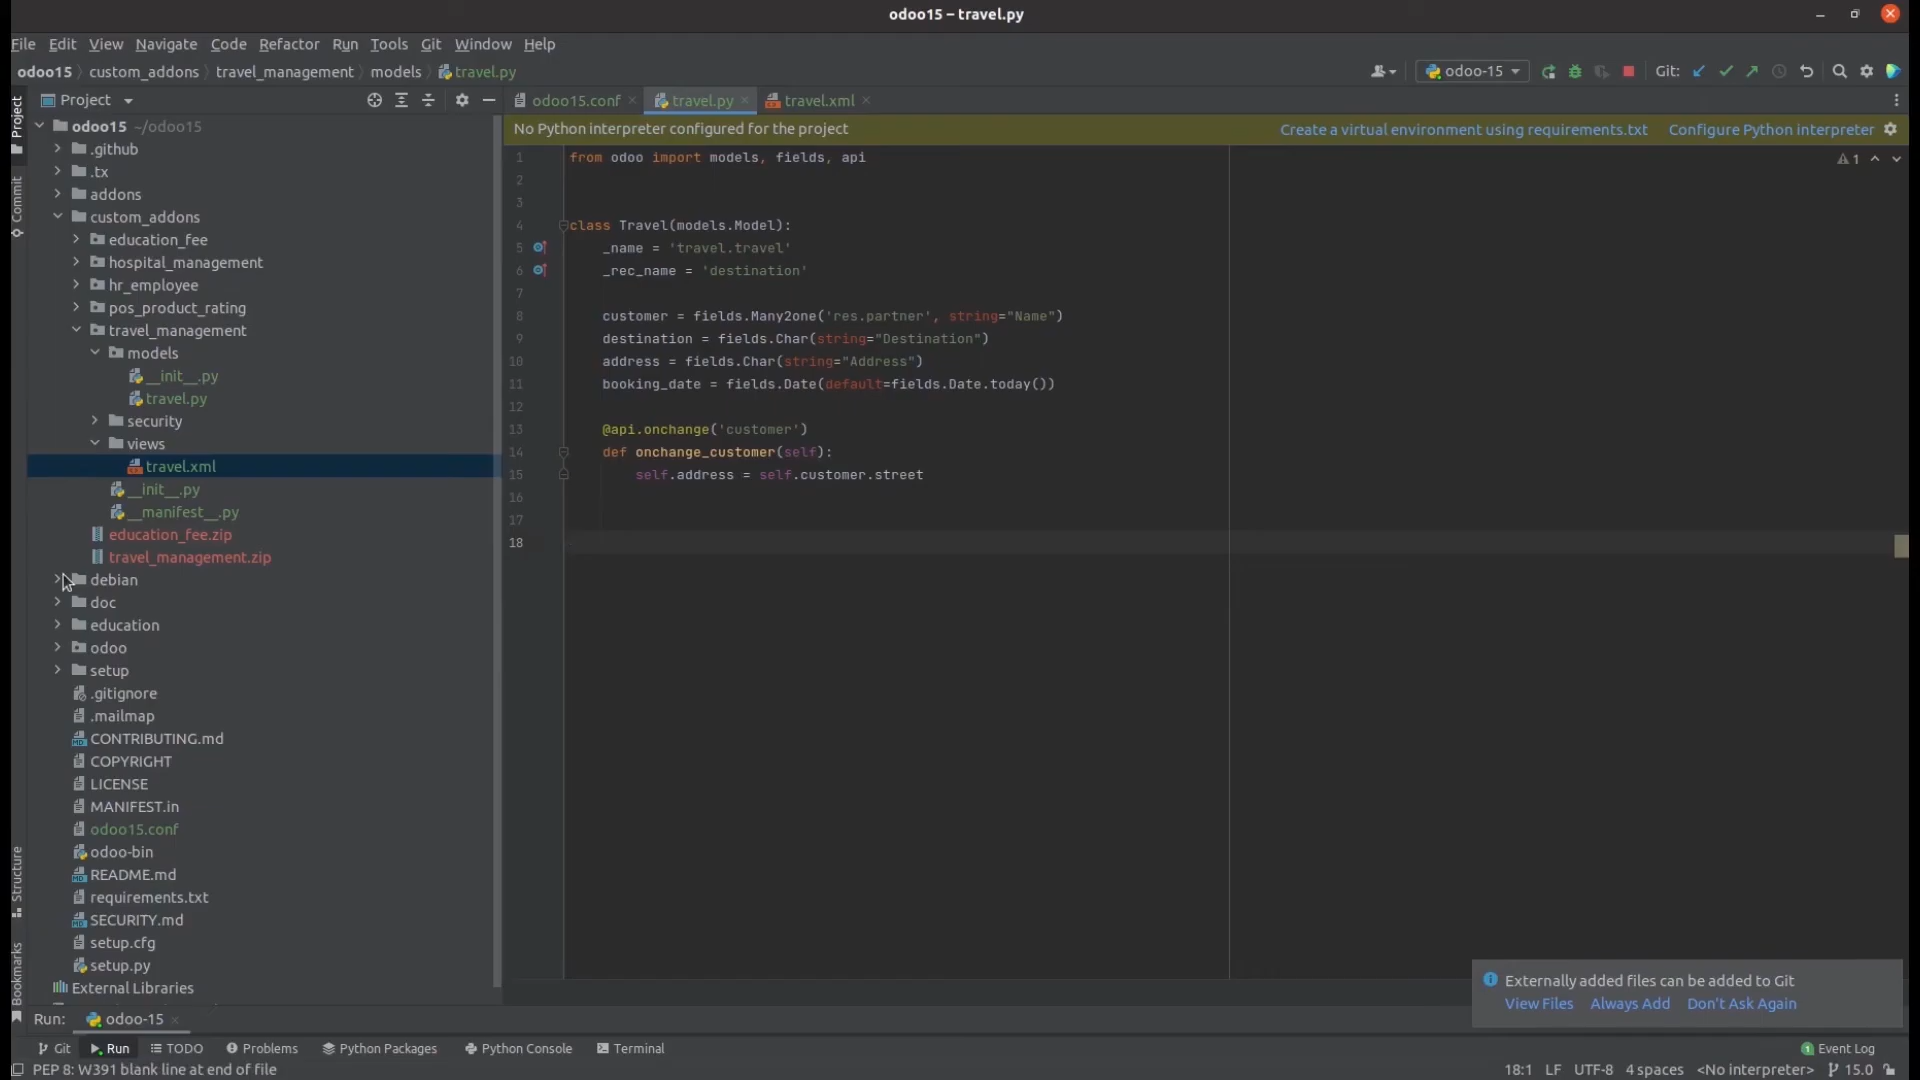 odoo15 – travel.py
File Edit View Navigate Code Refactor Run Tools Git Window Help
odoo15 custom_addons travel_management models travel.py
odoo-15 Git:
Project
odoo15.conf travel.py travel.xml
No Python interpreter configured for the project Create a virtual environment using requirements.txt Configure Python interpreter
Project
Commit
Structure
Bookmarks
odoo15 ~/odoo15
.github
.tx
addons
custom_addons
education_fee
hospital_management
hr_employee
pos_product_rating
travel_management
models
__init__.py
travel.py
security
views
travel.xml
__init__.py
__manifest__.py
education_fee.zip
travel_management.zip
debian
doc
education
odoo
setup
.gitignore
.mailmap
CONTRIBUTING.md
COPYRIGHT
LICENSE
MANIFEST.in
odoo15.conf
odoo-bin
README.md
requirements.txt
SECURITY.md
setup.cfg
setup.py
External Libraries
1 from odoo import models, fields, api
2
3
4 class Travel(models.Model):
5 _name = 'travel.travel'
6 _rec_name = 'destination'
7
8 customer = fields.Many2one('res.partner', string="Name")
9 destination = fields.Char(string="Destination")
10 address = fields.Char(string="Address")
11 booking_date = fields.Date(default=fields.Date.today())
12
13 @api.onchange('customer')
14 def onchange_customer(self):
15 self.address = self.customer.street
16
17
18
1
Externally added files can be added to Git
View Files Always Add Don't Ask Again
Run: odoo-15
Git Run TODO Problems Python Packages Python Console Terminal 1 Event Log
PEP 8: W391 blank line at end of file 18:1 LF UTF-8 4 spaces <No interpreter> 15.0